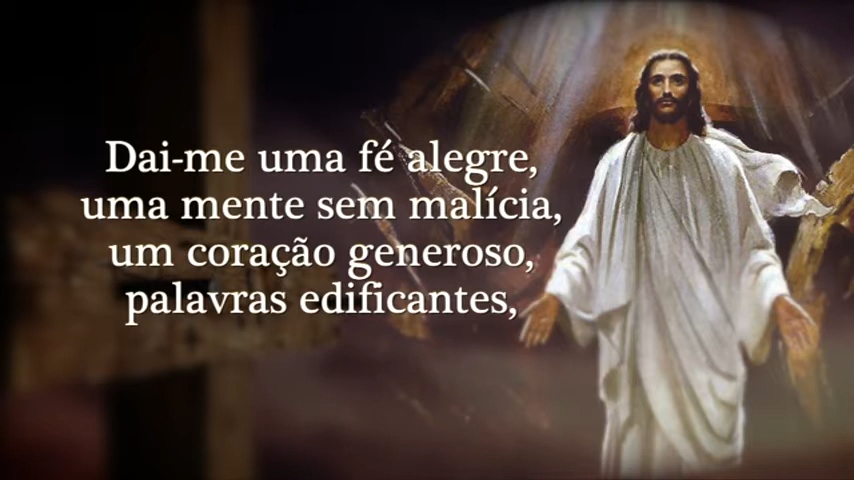 Dai-me uma fé alegre,
uma mente sem malícia,
um coração generoso,
palavras edificantes,